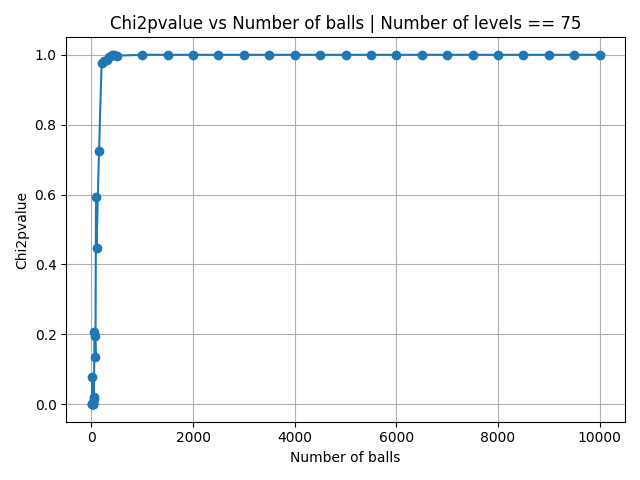 Chi2pvalue vs Number of balls | Number of levels == 75
Chi2pvalue
1.0
0.8
0.6
0.4
0.2
0.0
0 2000 4000 6000 8000 10000
Number of balls